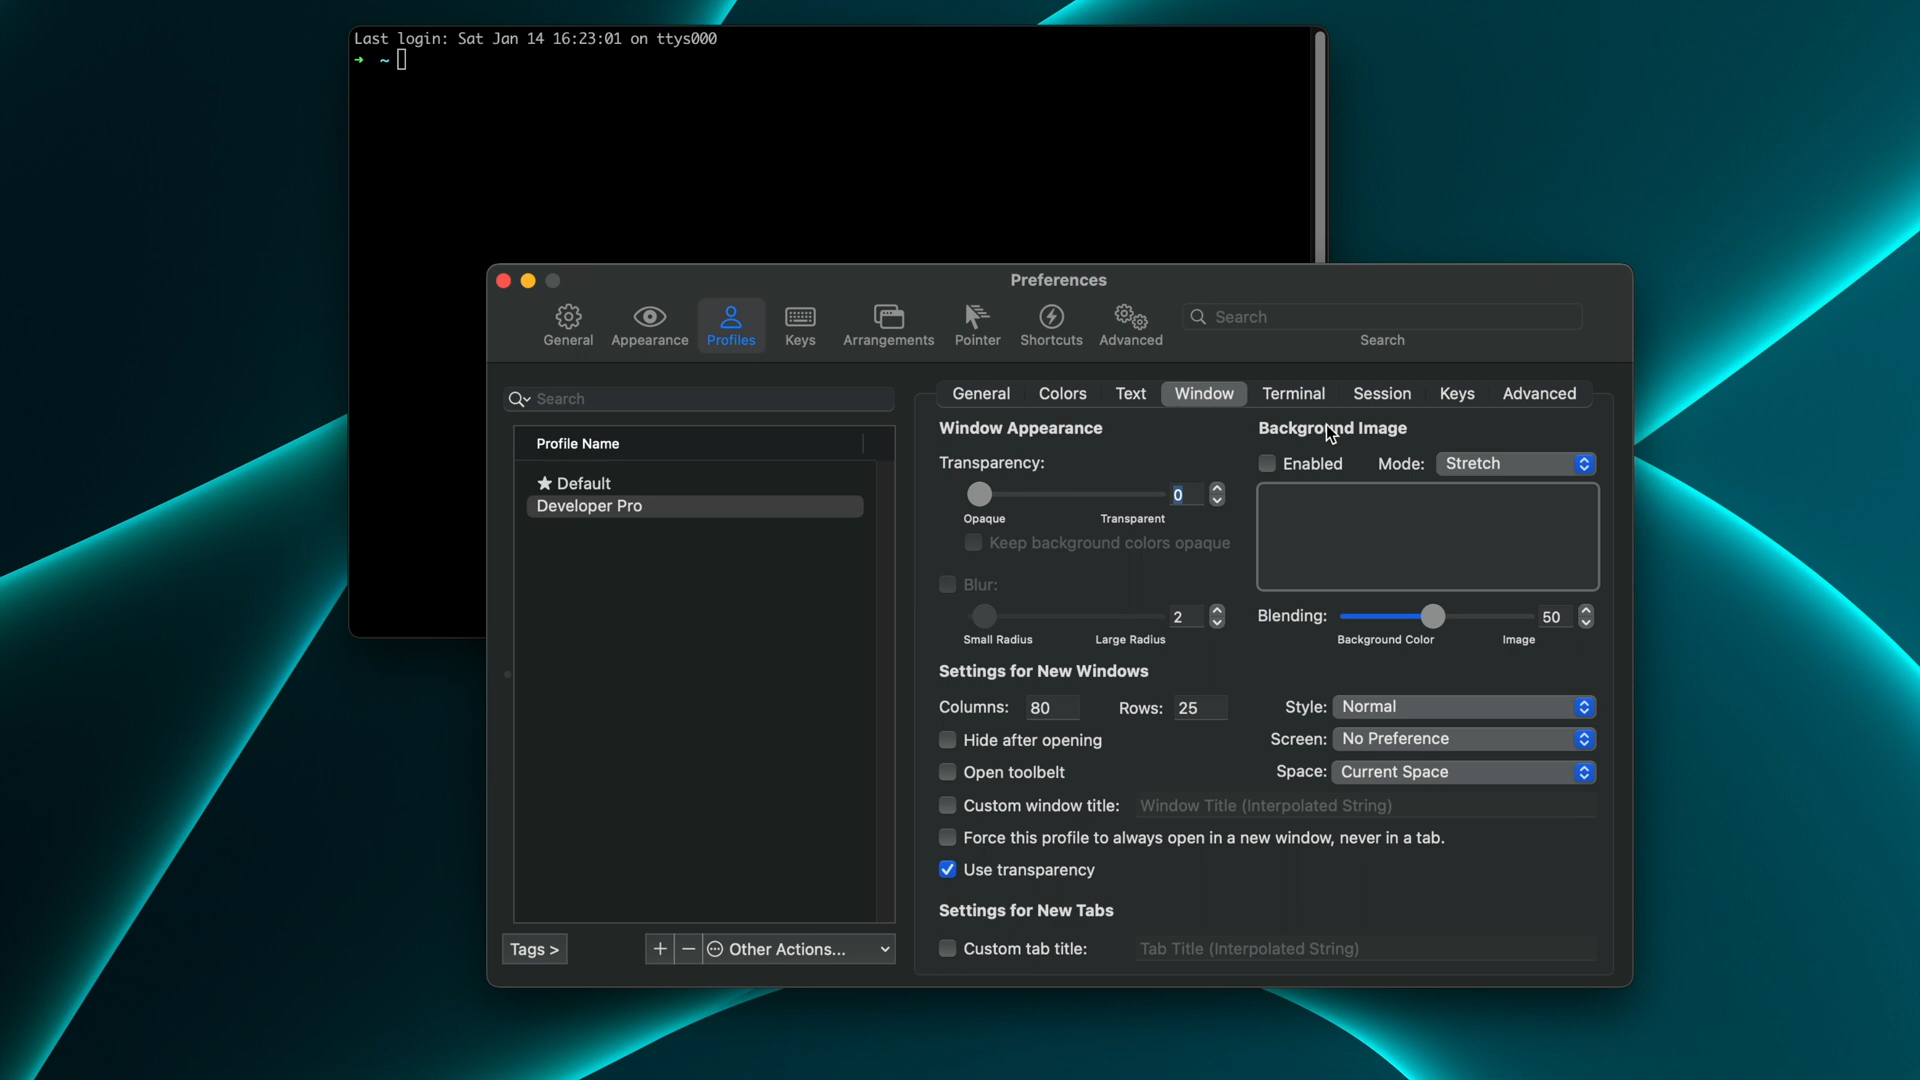 Last login: Sat Jan 14 16:23:01 on ttys000
→ ~
Preferences
General Appearance Profiles Keys Arrangements Pointer Shortcuts Advanced Search
Search
Search
Profile Name
★ Default
Developer Pro
Tags >
+ − Other Actions...
General Colors Text Window Terminal Session Keys Advanced
Window Appearance
Transparency:
0
Opaque Transparent
Keep background colors opaque
Blur:
2
Small Radius Large Radius
Background Image
Enabled Mode: Stretch
Blending: 50
Background Color Image
Settings for New Windows
Columns: 80 Rows: 25 Style: Normal
Hide after opening Screen: No Preference
Open toolbelt Space: Current Space
Custom window title: Window Title (Interpolated String)
Force this profile to always open in a new window, never in a tab.
Use transparency
Settings for New Tabs
Custom tab title: Tab Title (Interpolated String)